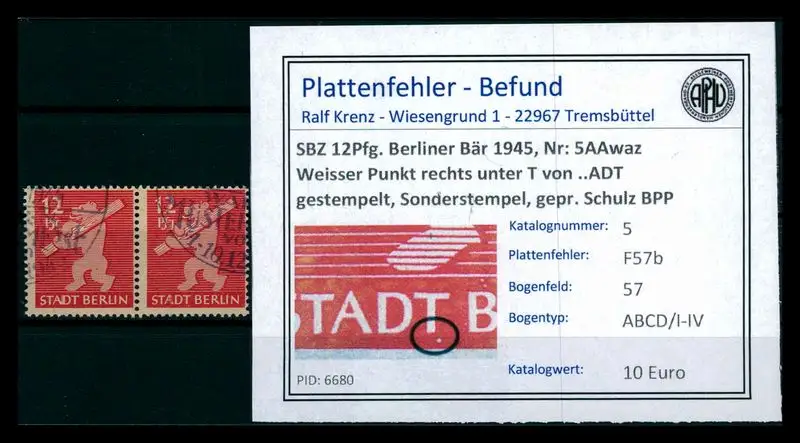 Plattenfehler - Befund
Ralf Krenz - Wiesengrund 1 - 22967 Tremsbüttel
SBZ 12Pfg. Berliner Bär 1945, Nr: 5AAwaz
Weisser Punkt rechts unter T von ..ADT
gestempelt, Sonderstempel, gepr. Schulz BPP
Katalognummer: 5
Plattenfehler: F57b
Bogenfeld: 57
Bogentyp: ABCD/I-IV
Katalogwert: 10 Euro
STADT B
PID: 6680
APHV
12
STADT BERLIN
12
STADT BERLIN